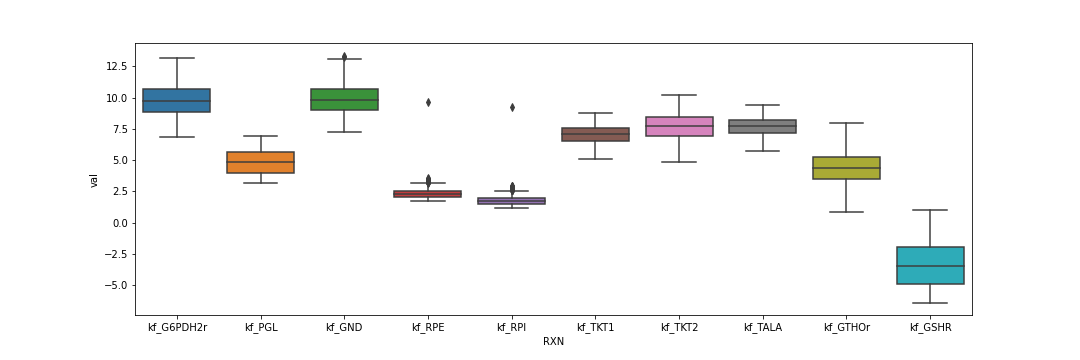 12.5
10.0
7.5
5.0
2.5
0.0
−2.5
−5.0
val
kf_G6PDH2r kf_PGL kf_GND kf_RPE kf_RPI kf_TKT1 kf_TKT2 kf_TALA kf_GTHOr kf_GSHR
RXN